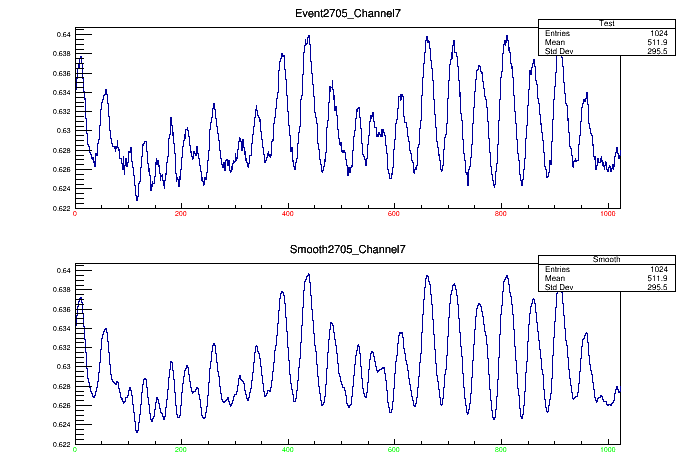 Event2705_Channel7
Test
Entries 1024
Mean 511.9
Std Dev 295.5
0.64
0.638
0.636
0.634
0.632
0.63
0.628
0.626
0.624
0.622
0 200 400 600 800 1000
Smooth2705_Channel7
Smooth
Entries 1024
Mean 511.9
Std Dev 295.5
0.64
0.638
0.636
0.634
0.632
0.63
0.628
0.626
0.624
0.622
0 200 400 600 800 1000